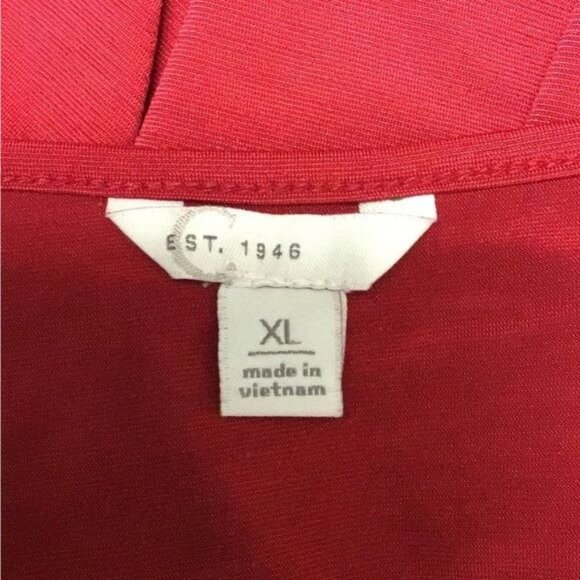 C
EST. 1946
XL
made in
vietnam